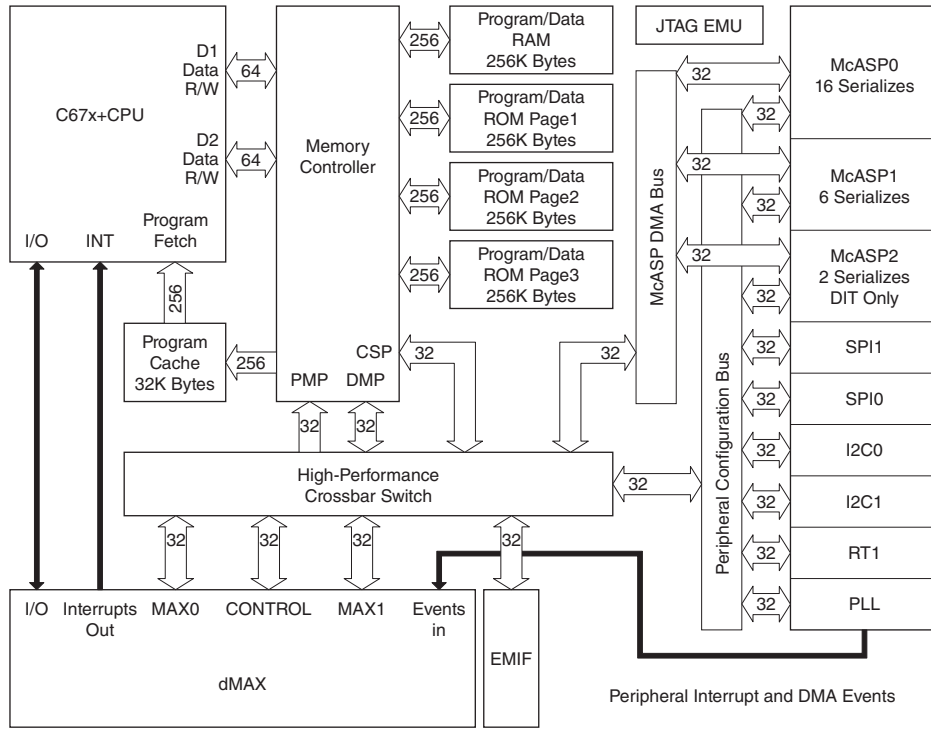 C67x+CPU
D1
Data
R/W
D2
Data
R/W
I/O
INT
Program
Fetch
64
64
256
Program
Cache
32K Bytes
256
Memory
Controller
CSP
PMP
DMP
256
256
256
256
Program/Data
RAM
256K Bytes
Program/Data
ROM Page1
256K Bytes
Program/Data
ROM Page2
256K Bytes
Program/Data
ROM Page3
256K Bytes
32
32
32
32
High-Performance
Crossbar Switch
32
32
32
32
32
I/O
Interrupts
Out
MAX0
CONTROL
MAX1
Events
in
dMAX
EMIF
JTAG EMU
McASP DMA Bus
Peripheral Configuration Bus
32
32
32
32
32
32
32
32
32
32
32
32
McASP0
16 Serializes
McASP1
6 Serializes
McASP2
2 Serializes
DIT Only
SPI1
SPI0
I2C0
I2C1
RT1
PLL
Peripheral Interrupt and DMA Events